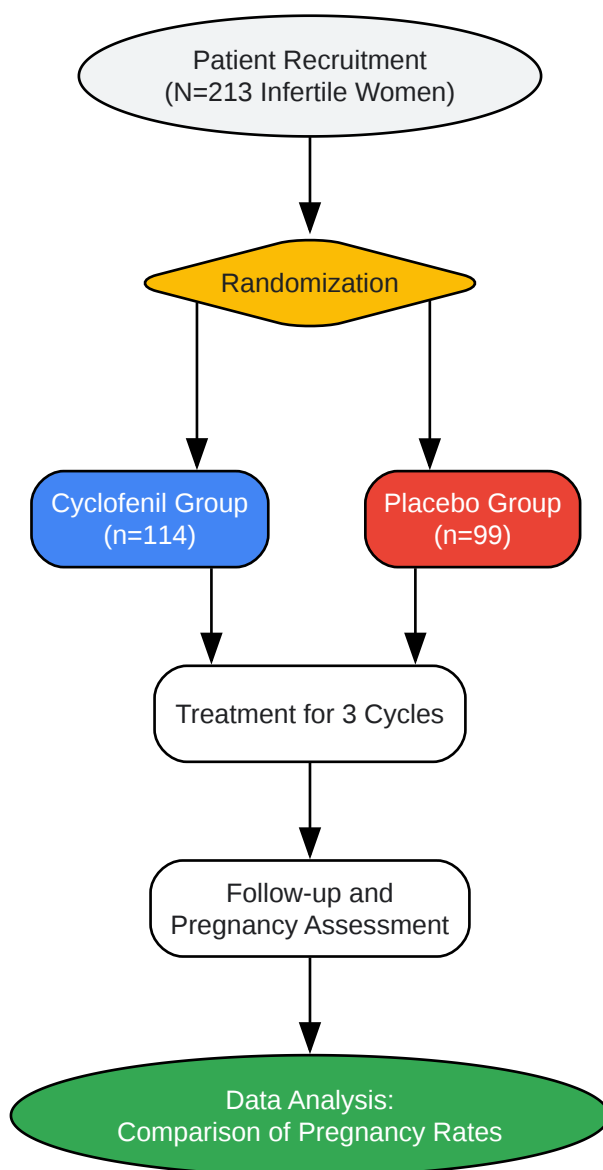 Patient Recruitment
(N=213 Infertile Women)
Randomization
Cyclofenil Group
(n=114)
Placebo Group
(n=99)
Treatment for 3 Cycles
Follow-up and
Pregnancy Assessment
Data Analysis:
Comparison of Pregnancy Rates